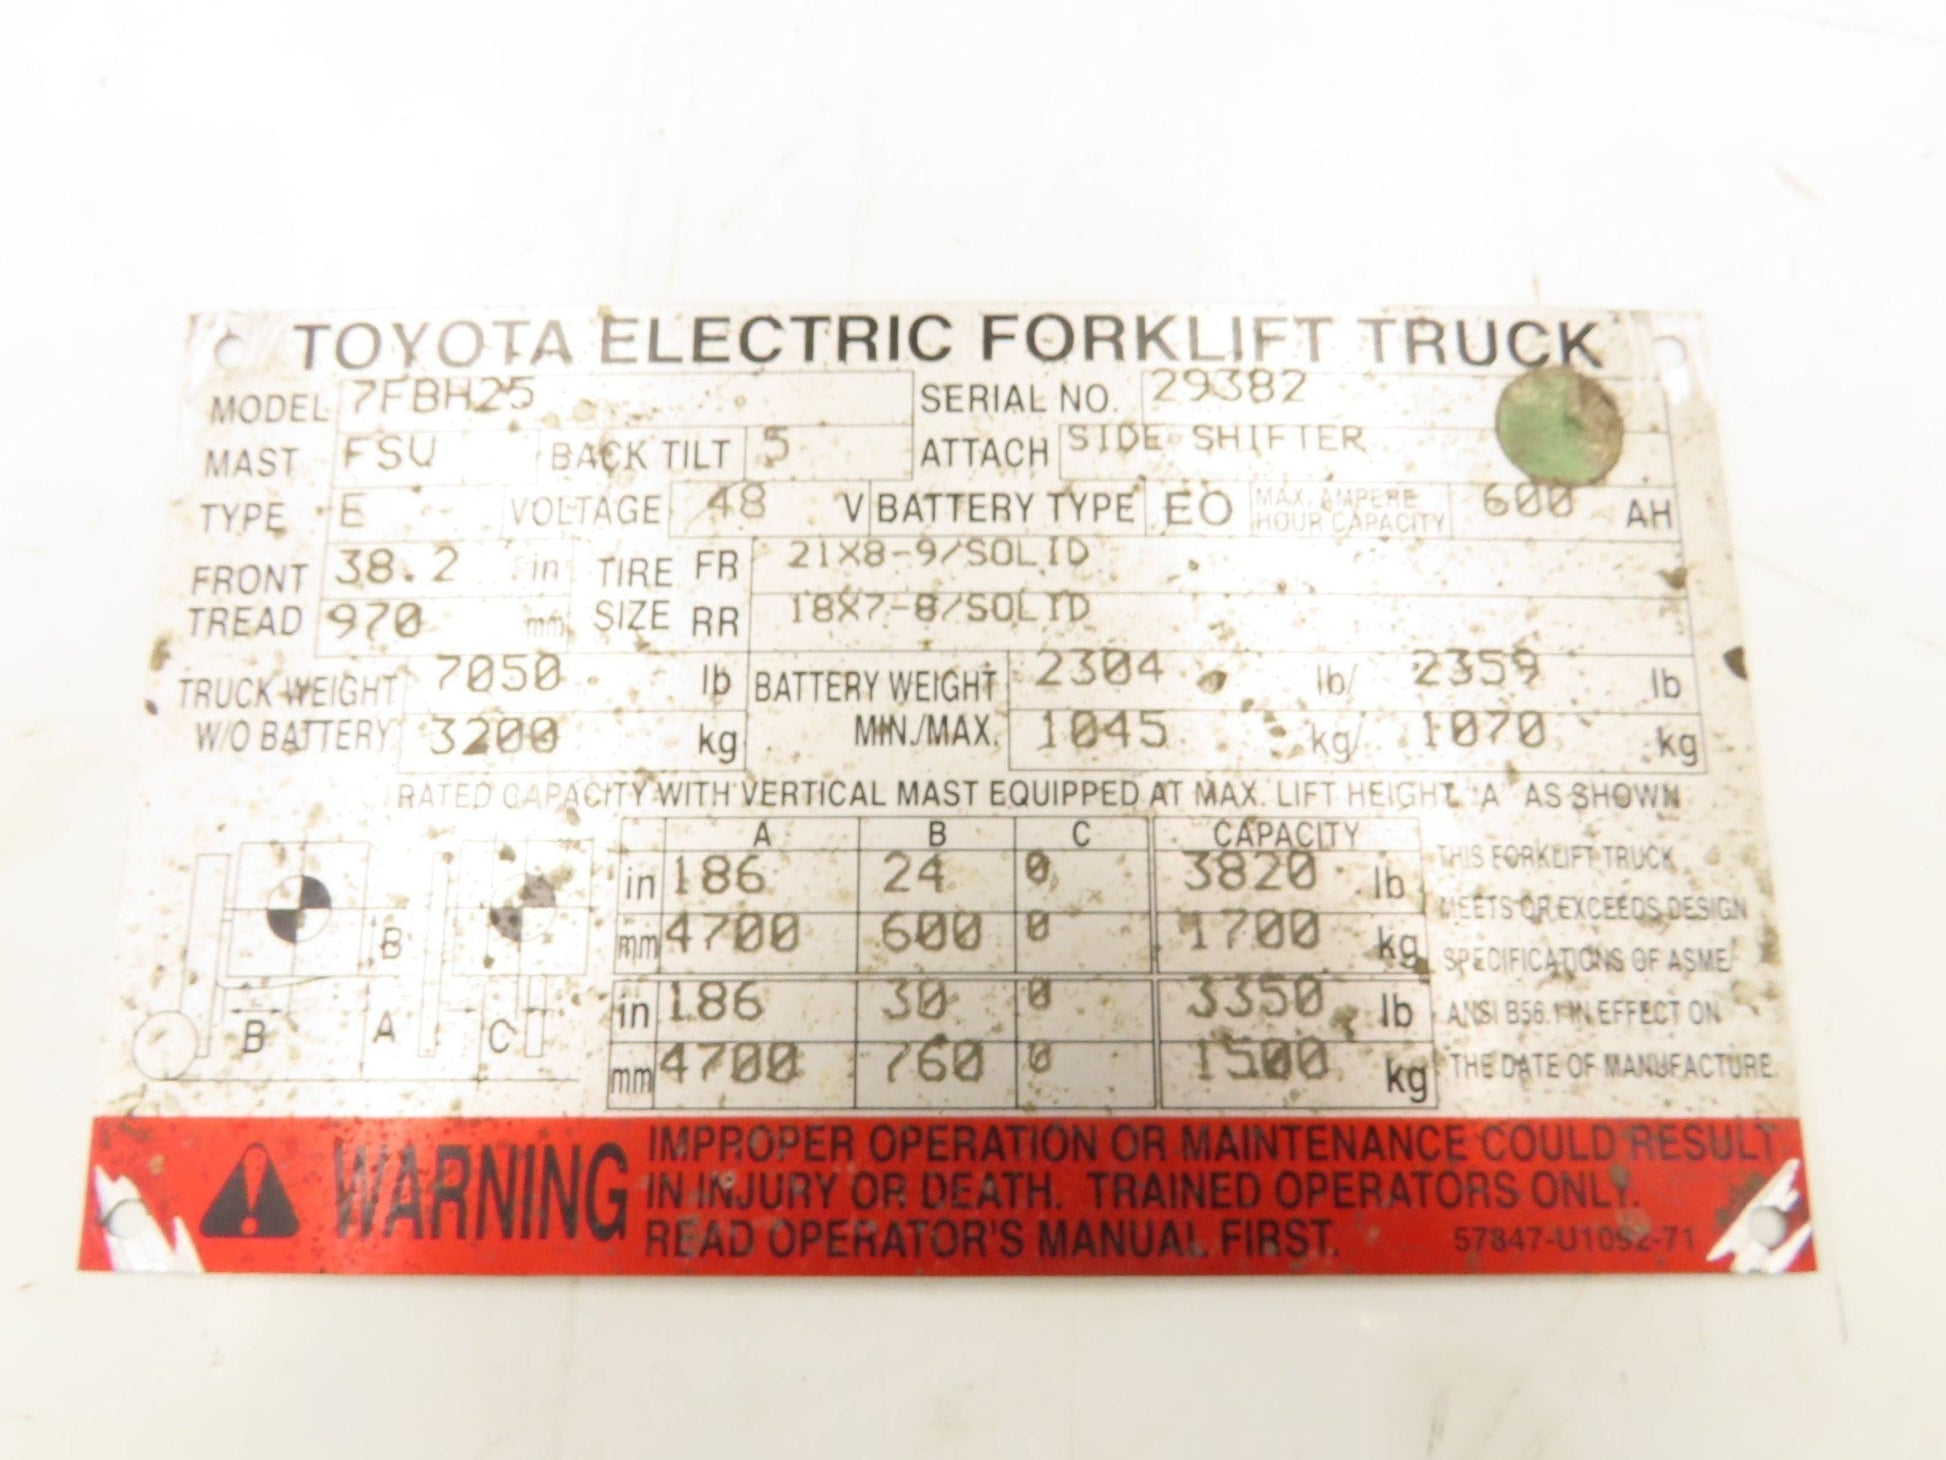 TOYOTA ELECTRIC FORKLIFT TRUCK
MODEL 7FBH25 SERIAL NO. 29382
MAST FSV BACK TILT 5 ATTACH SIDE SHIFTER
TYPE E VOLTAGE 48 V BATTERY TYPE EO MAX. AMPERE HOUR CAPACITY 600 AH
FRONT TREAD 38.2 in TIRE SIZE FR 21X8-9/SOLID
970 mm RR 18X7-8/SOLID
TRUCK WEIGHT 7050 lb BATTERY WEIGHT 2304 lb/ 2359 lb
W/O BATTERY 3200 kg MIN./MAX. 1045 kg/ 1070 kg
RATED CAPACITY WITH VERTICAL MAST EQUIPPED AT MAX. LIFT HEIGHT "A" AS SHOWN
A B C CAPACITY
in 186 24 0 3820 lb
mm 4700 600 0 1700 kg
in 186 30 0 3350 lb
mm 4700 760 0 1500 kg
B
B A C
THIS FORKLIFT TRUCK
MEETS OR EXCEEDS DESIGN
SPECIFICATIONS OF ASME/
ANSI B56.1 IN EFFECT ON
THE DATE OF MANUFACTURE.
WARNING
IMPROPER OPERATION OR MAINTENANCE COULD RESULT
IN INJURY OR DEATH. TRAINED OPERATORS ONLY.
READ OPERATOR'S MANUAL FIRST.
57847-U1092-71